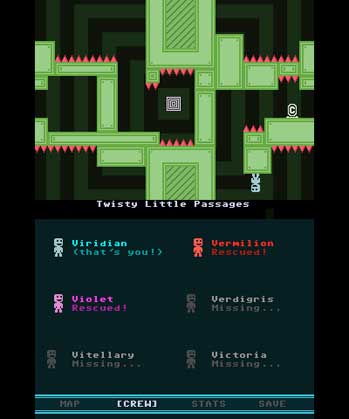 C
Twisty Little Passages
Viridian
(that's you!)
Vermilion
Rescued!
Violet
Rescued!
Verdigris
Missing...
Vitellary
Missing...
Victoria
Missing...
MAP [CREW] STATS SAVE